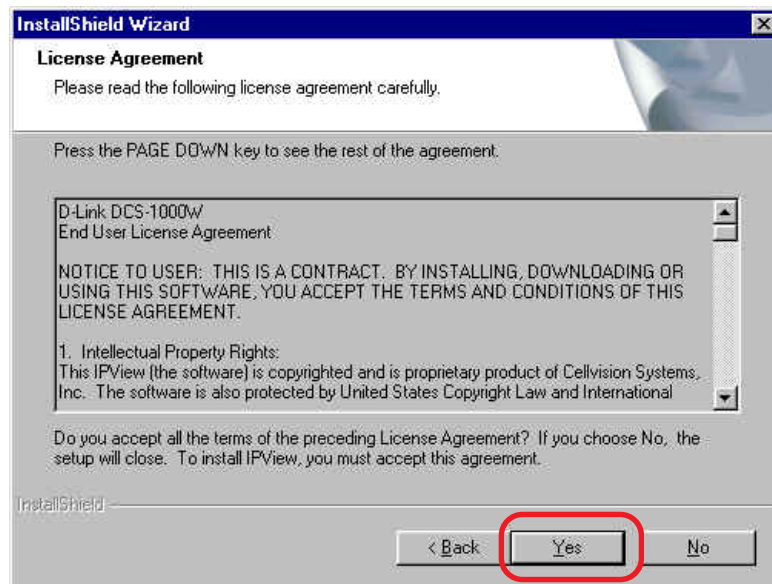 InstallShield Wizard
License Agreement
Please read the following license agreement carefully.
Press the PAGE DOWN key to see the rest of the agreement.
D-Link DCS-1000W
End User License Agreement
NOTICE TO USER: THIS IS A CONTRACT. BY INSTALLING, DOWNLOADING OR
USING THIS SOFTWARE, YOU ACCEPT THE TERMS AND CONDITIONS OF THIS
LICENSE AGREEMENT.
1. Intellectual Property Rights:
This IPView (the software) is copyrighted and is proprietary product of Cellvision Systems,
Inc. The software is also protected by United States Copyright Law and International
Do you accept all the terms of the preceding License Agreement? If you choose No, the
setup will close. To install IPView, you must accept this agreement.
InstallShield
< Back Yes No